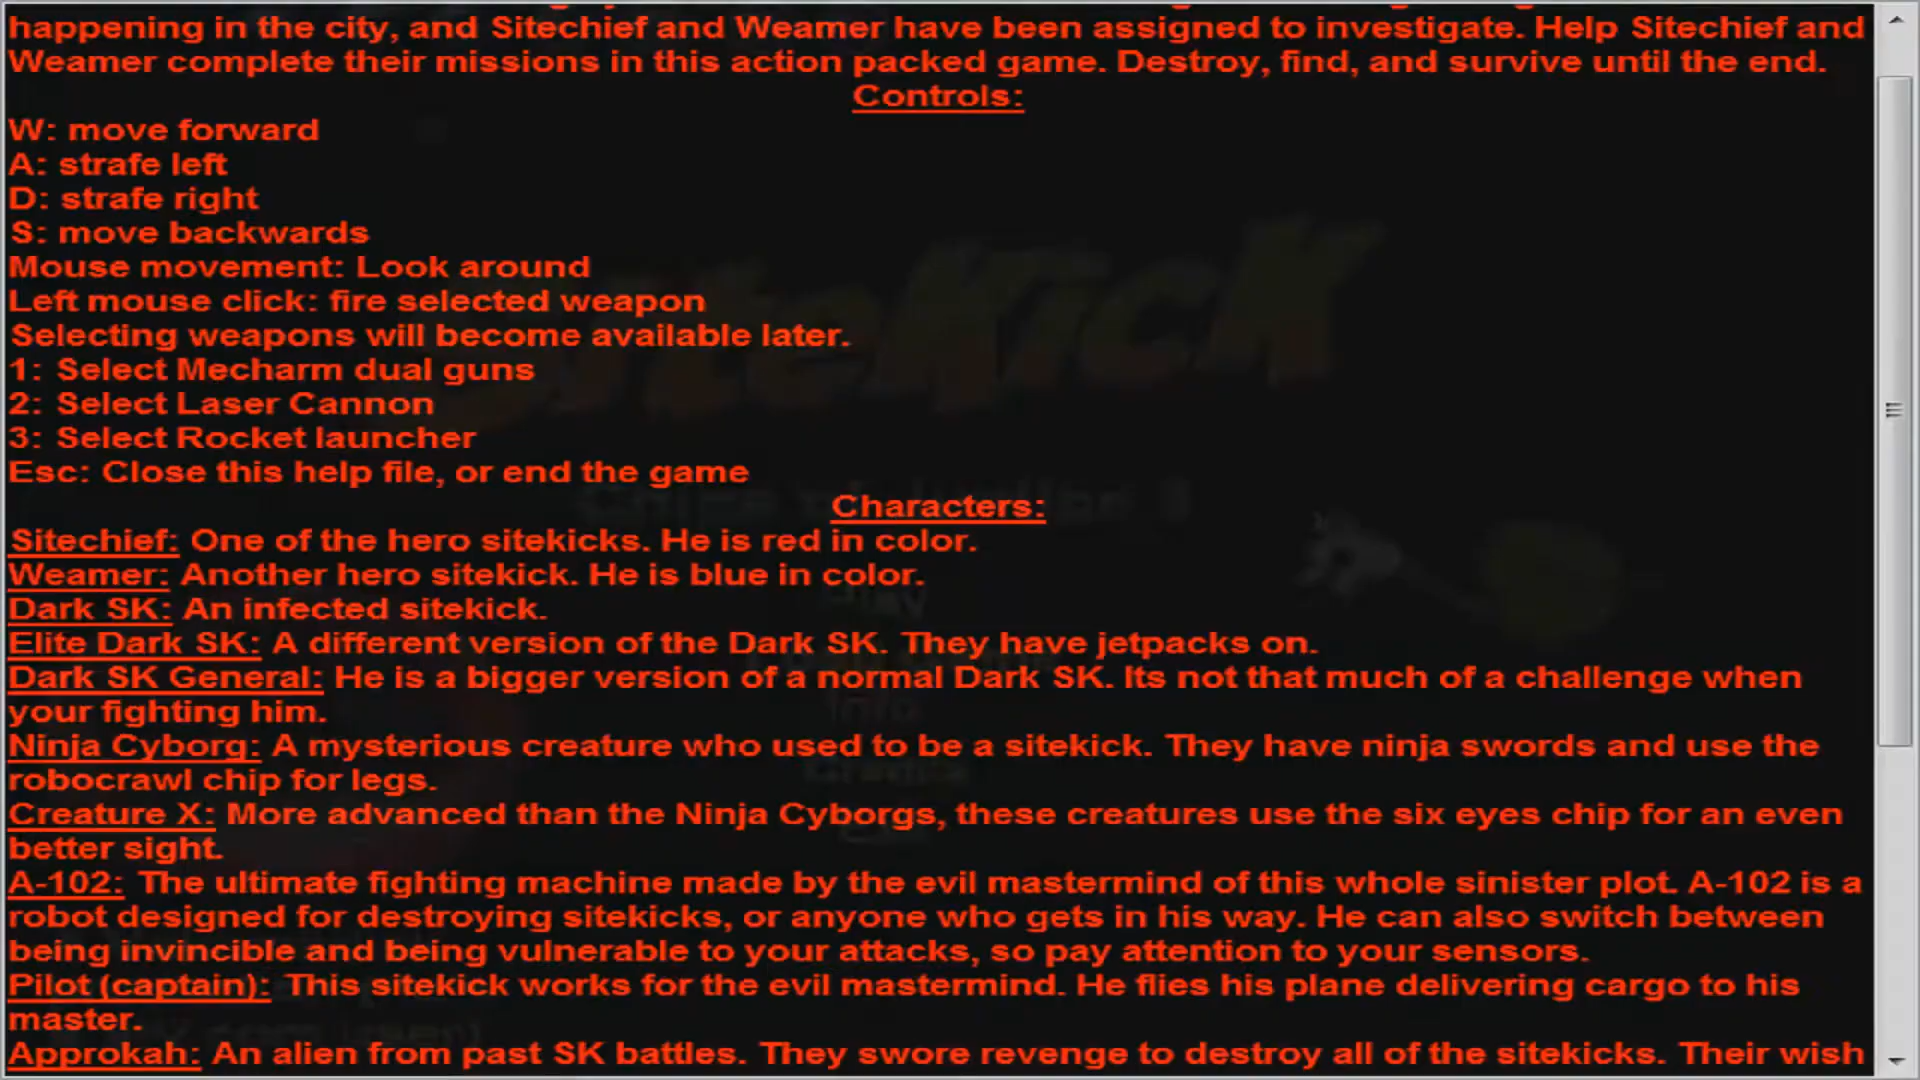 happening in the city, and Sitechief and Weamer have been assigned to investigate. Help Sitechief and
Weamer complete their missions in this action packed game. Destroy, find, and survive until the end.
Controls:
W: move forward
A: strafe left
D: strafe right
S: move backwards
Mouse movement: Look around
Left mouse click: fire selected weapon
Selecting weapons will become available later.
1: Select Mecharm dual guns
2: Select Laser Cannon
3: Select Rocket launcher
Esc: Close this help file, or end the game
Characters:
Sitechief: One of the hero sitekicks. He is red in color.
Weamer: Another hero sitekick. He is blue in color.
Dark SK: An infected sitekick.
Elite Dark SK: A different version of the Dark SK. They have jetpacks on.
Dark SK General: He is a bigger version of a normal Dark SK. Its not that much of a challenge when
your fighting him.
Ninja Cyborg: A mysterious creature who used to be a sitekick. They have ninja swords and use the
robocrawl chip for legs.
Creature X: More advanced than the Ninja Cyborgs, these creatures use the six eyes chip for an even
better sight.
A-102: The ultimate fighting machine made by the evil mastermind of this whole sinister plot. A-102 is a
robot designed for destroying sitekicks, or anyone who gets in his way. He can also switch between
being invincible and being vulnerable to your attacks, so pay attention to your sensors.
Pilot (captain): This sitekick works for the evil mastermind. He flies his plane delivering cargo to his
master.
Approkah: An alien from past SK battles. They swore revenge to destroy all of the sitekicks. Their wish
SiteKick
Play
Info
Credits